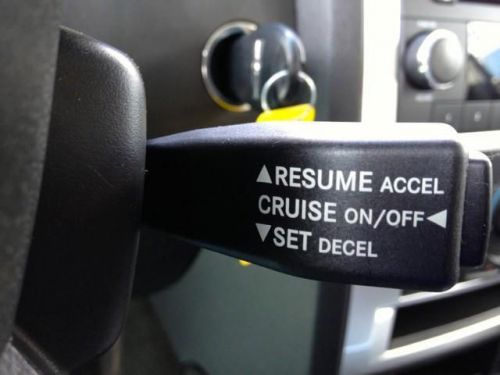 ▲RESUME ACCEL
CRUISE ON/OFF◀
▼SET DECEL